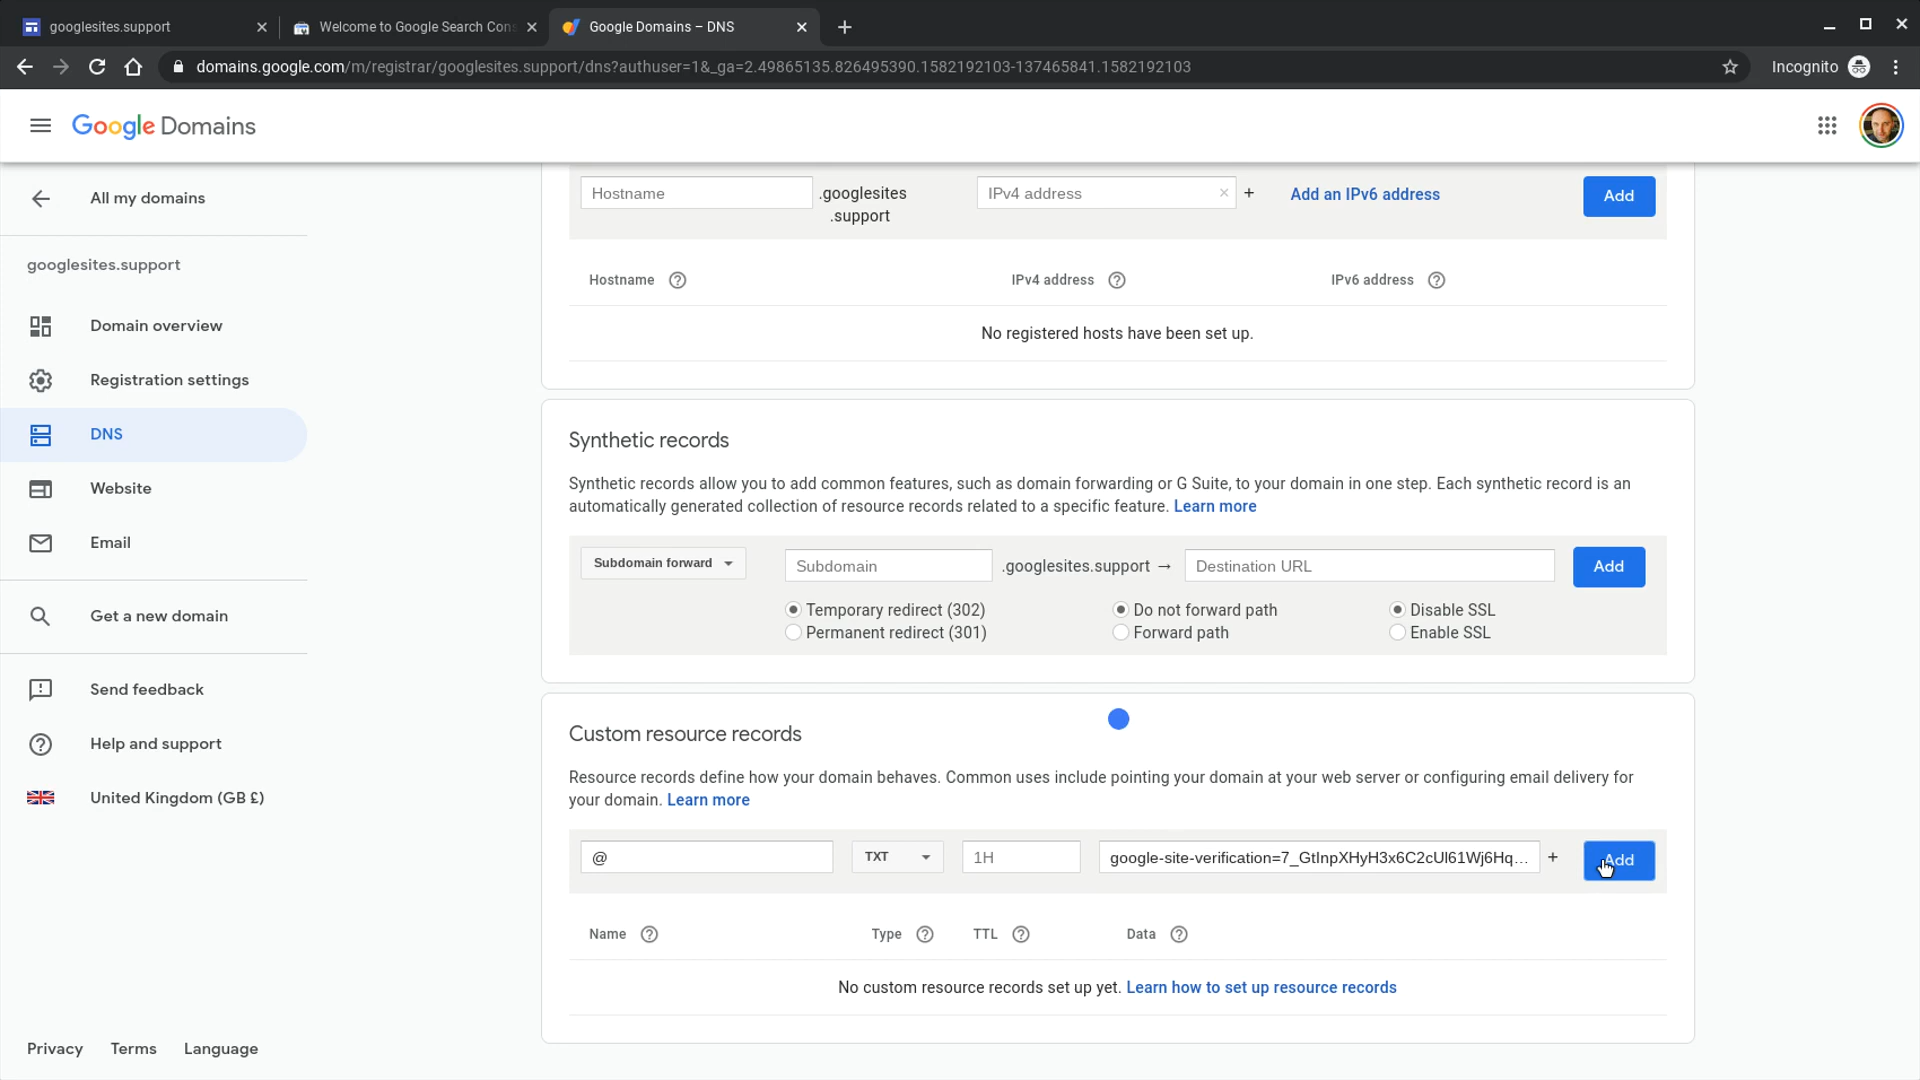 googlesites.support
Welcome to Google Search Cons
Google Domains – DNS
domains.google.com/m/registrar/googlesites.support/dns?authuser=1&_ga=2.49865135.826495390.1582192103-137465841.1582192103
Incognito
Google Domains
All my domains
googlesites.support
Domain overview
Registration settings
DNS
Website
Email
Get a new domain
Send feedback
Help and support
United Kingdom (GB £)
Privacy Terms Language
Hostname .googlesites IPv4 address × + Add an IPv6 address Add
.support
Hostname IPv4 address IPv6 address
No registered hosts have been set up.
Synthetic records
Synthetic records allow you to add common features, such as domain forwarding or G Suite, to your domain in one step. Each synthetic record is an
automatically generated collection of resource records related to a specific feature. Learn more
Subdomain forward Subdomain .googlesites.support → Destination URL Add
Temporary redirect (302) Do not forward path Disable SSL
Permanent redirect (301) Forward path Enable SSL
Custom resource records
Resource records define how your domain behaves. Common uses include pointing your domain at your web server or configuring email delivery for
your domain. Learn more
@ TXT 1H google-site-verification=7_GtInpXHyH3x6C2cUl61Wj6Hq... + Add
Name Type TTL Data
No custom resource records set up yet. Learn how to set up resource records